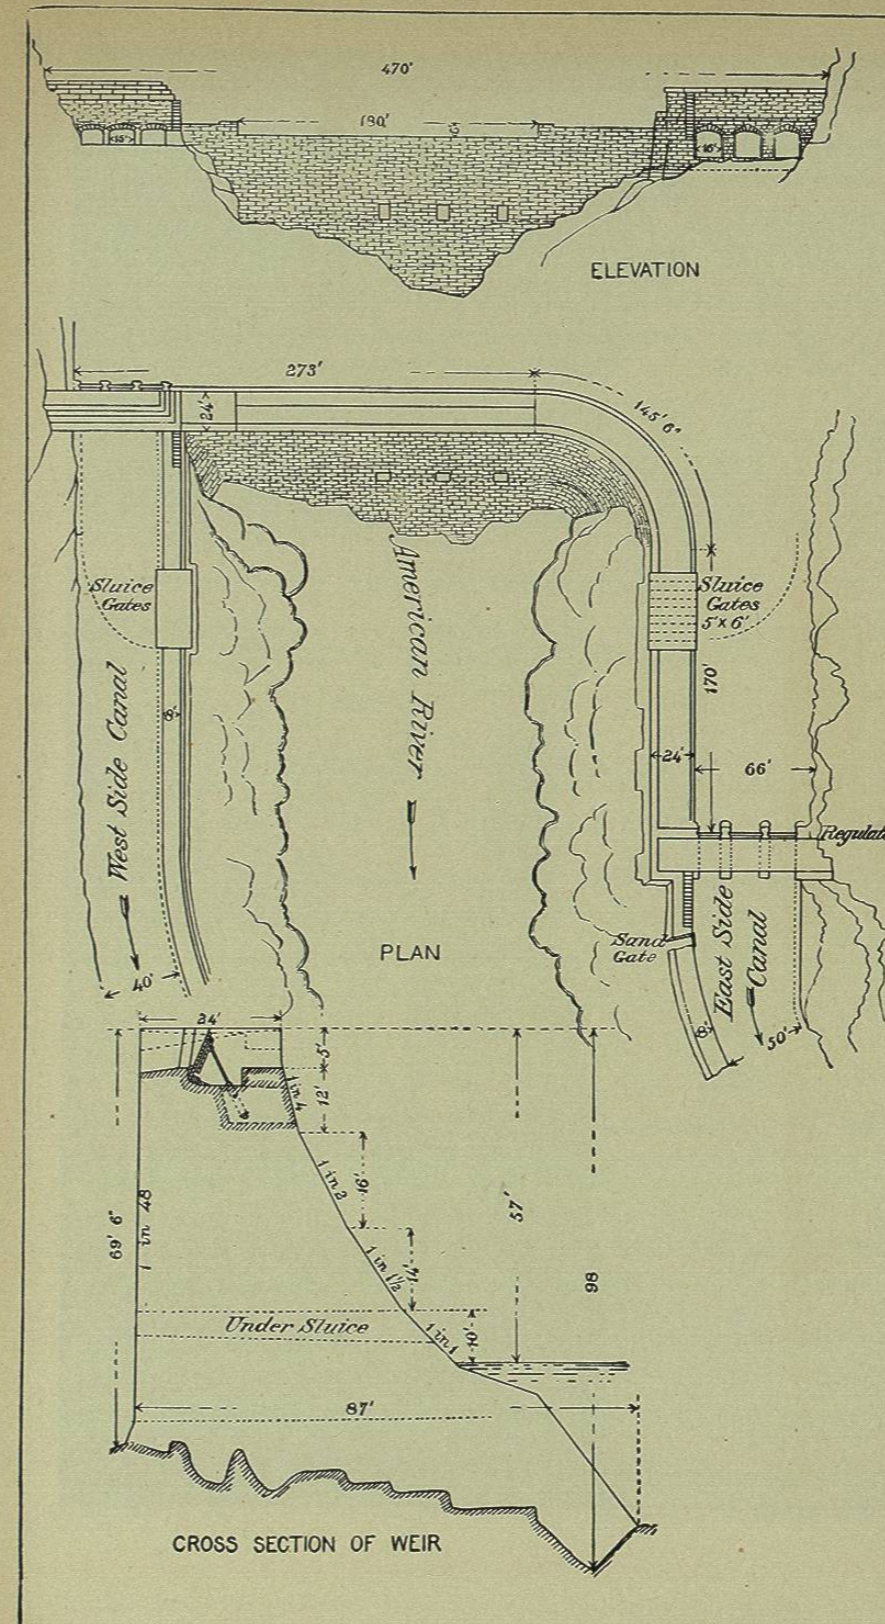 470'
180'
6'
15'
16'
ELEVATION
273'
145' 6"
24'
Sluice
Gates
American River
Sluice
Gates
5' x 6'
West Side Canal
8'
170'
24'
66'
Regulat
PLAN
Sand
Gate
East Side
Canal
40'
8'
50'
24'
5'
1 in 4
12'
69' 6"
1 in 48
1 in 2
16'
57'
98
1 in 1½
14'
Under Sluice
1 in 1
10'
87'
CROSS SECTION OF WEIR